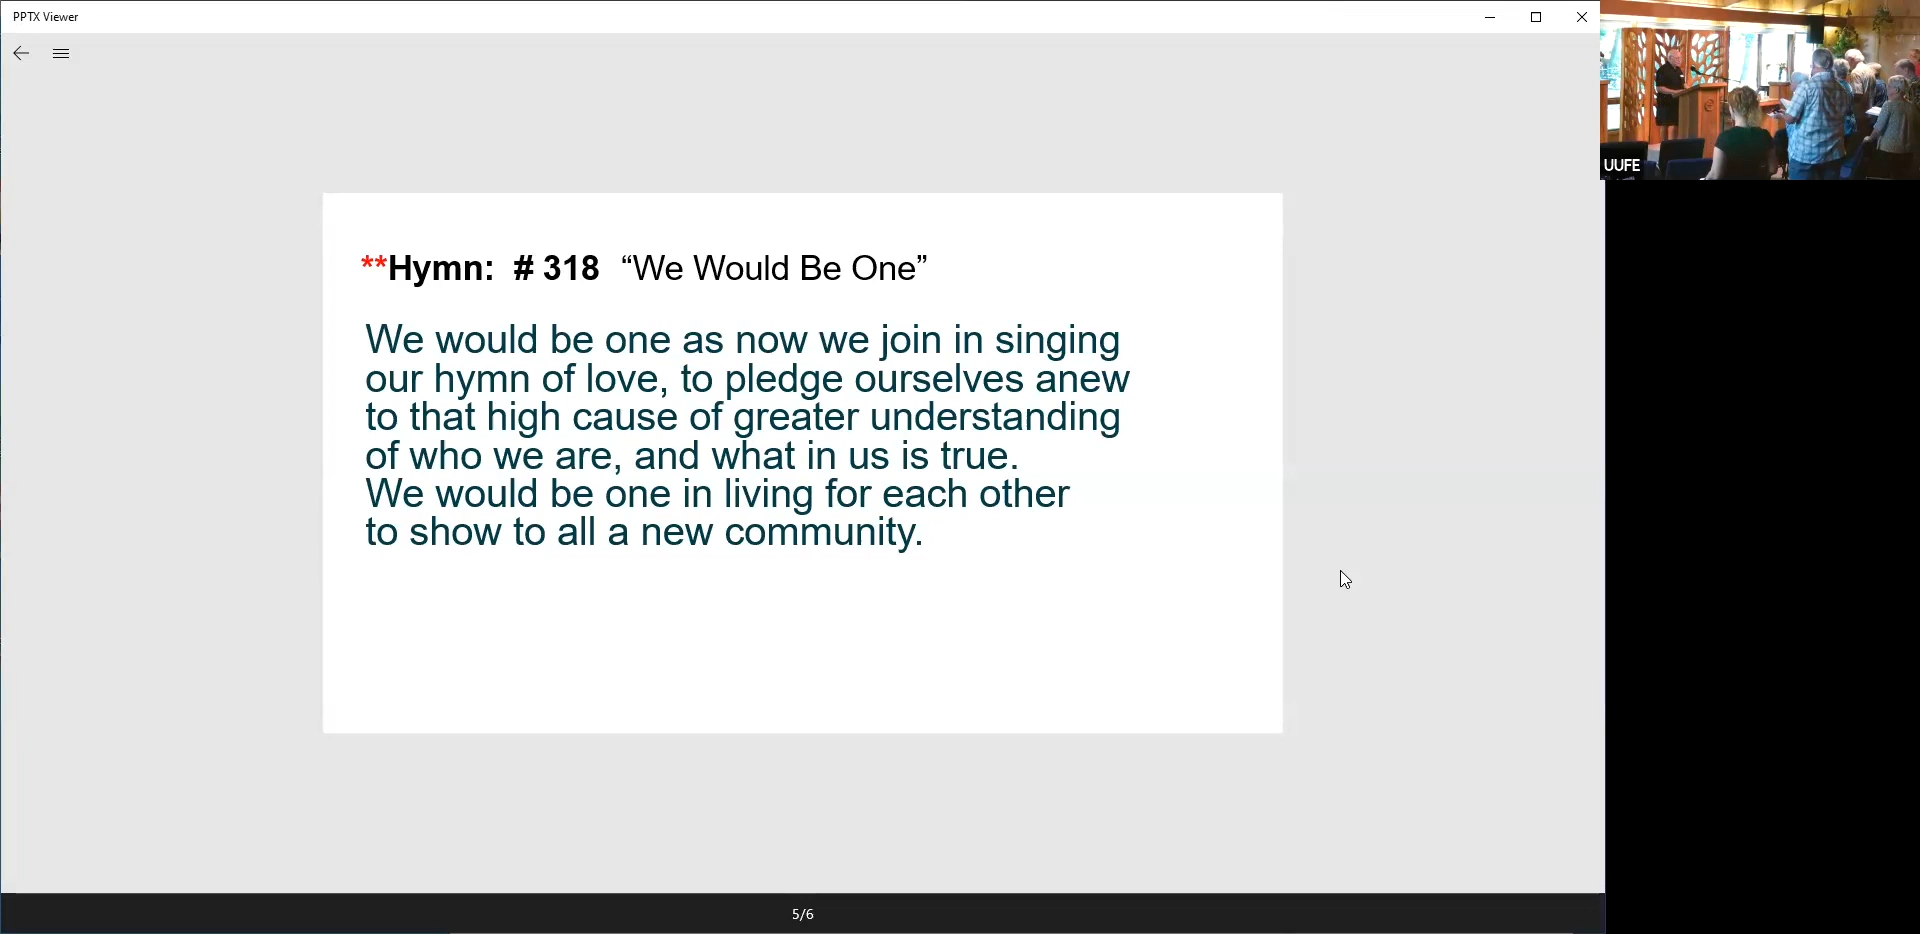 PPTX Viewer
**Hymn: # 318 “We Would Be One”
We would be one as now we join in singing
our hymn of love, to pledge ourselves anew
to that high cause of greater understanding
of who we are, and what in us is true.
We would be one in living for each other
to show to all a new community.
5/6
UUFE